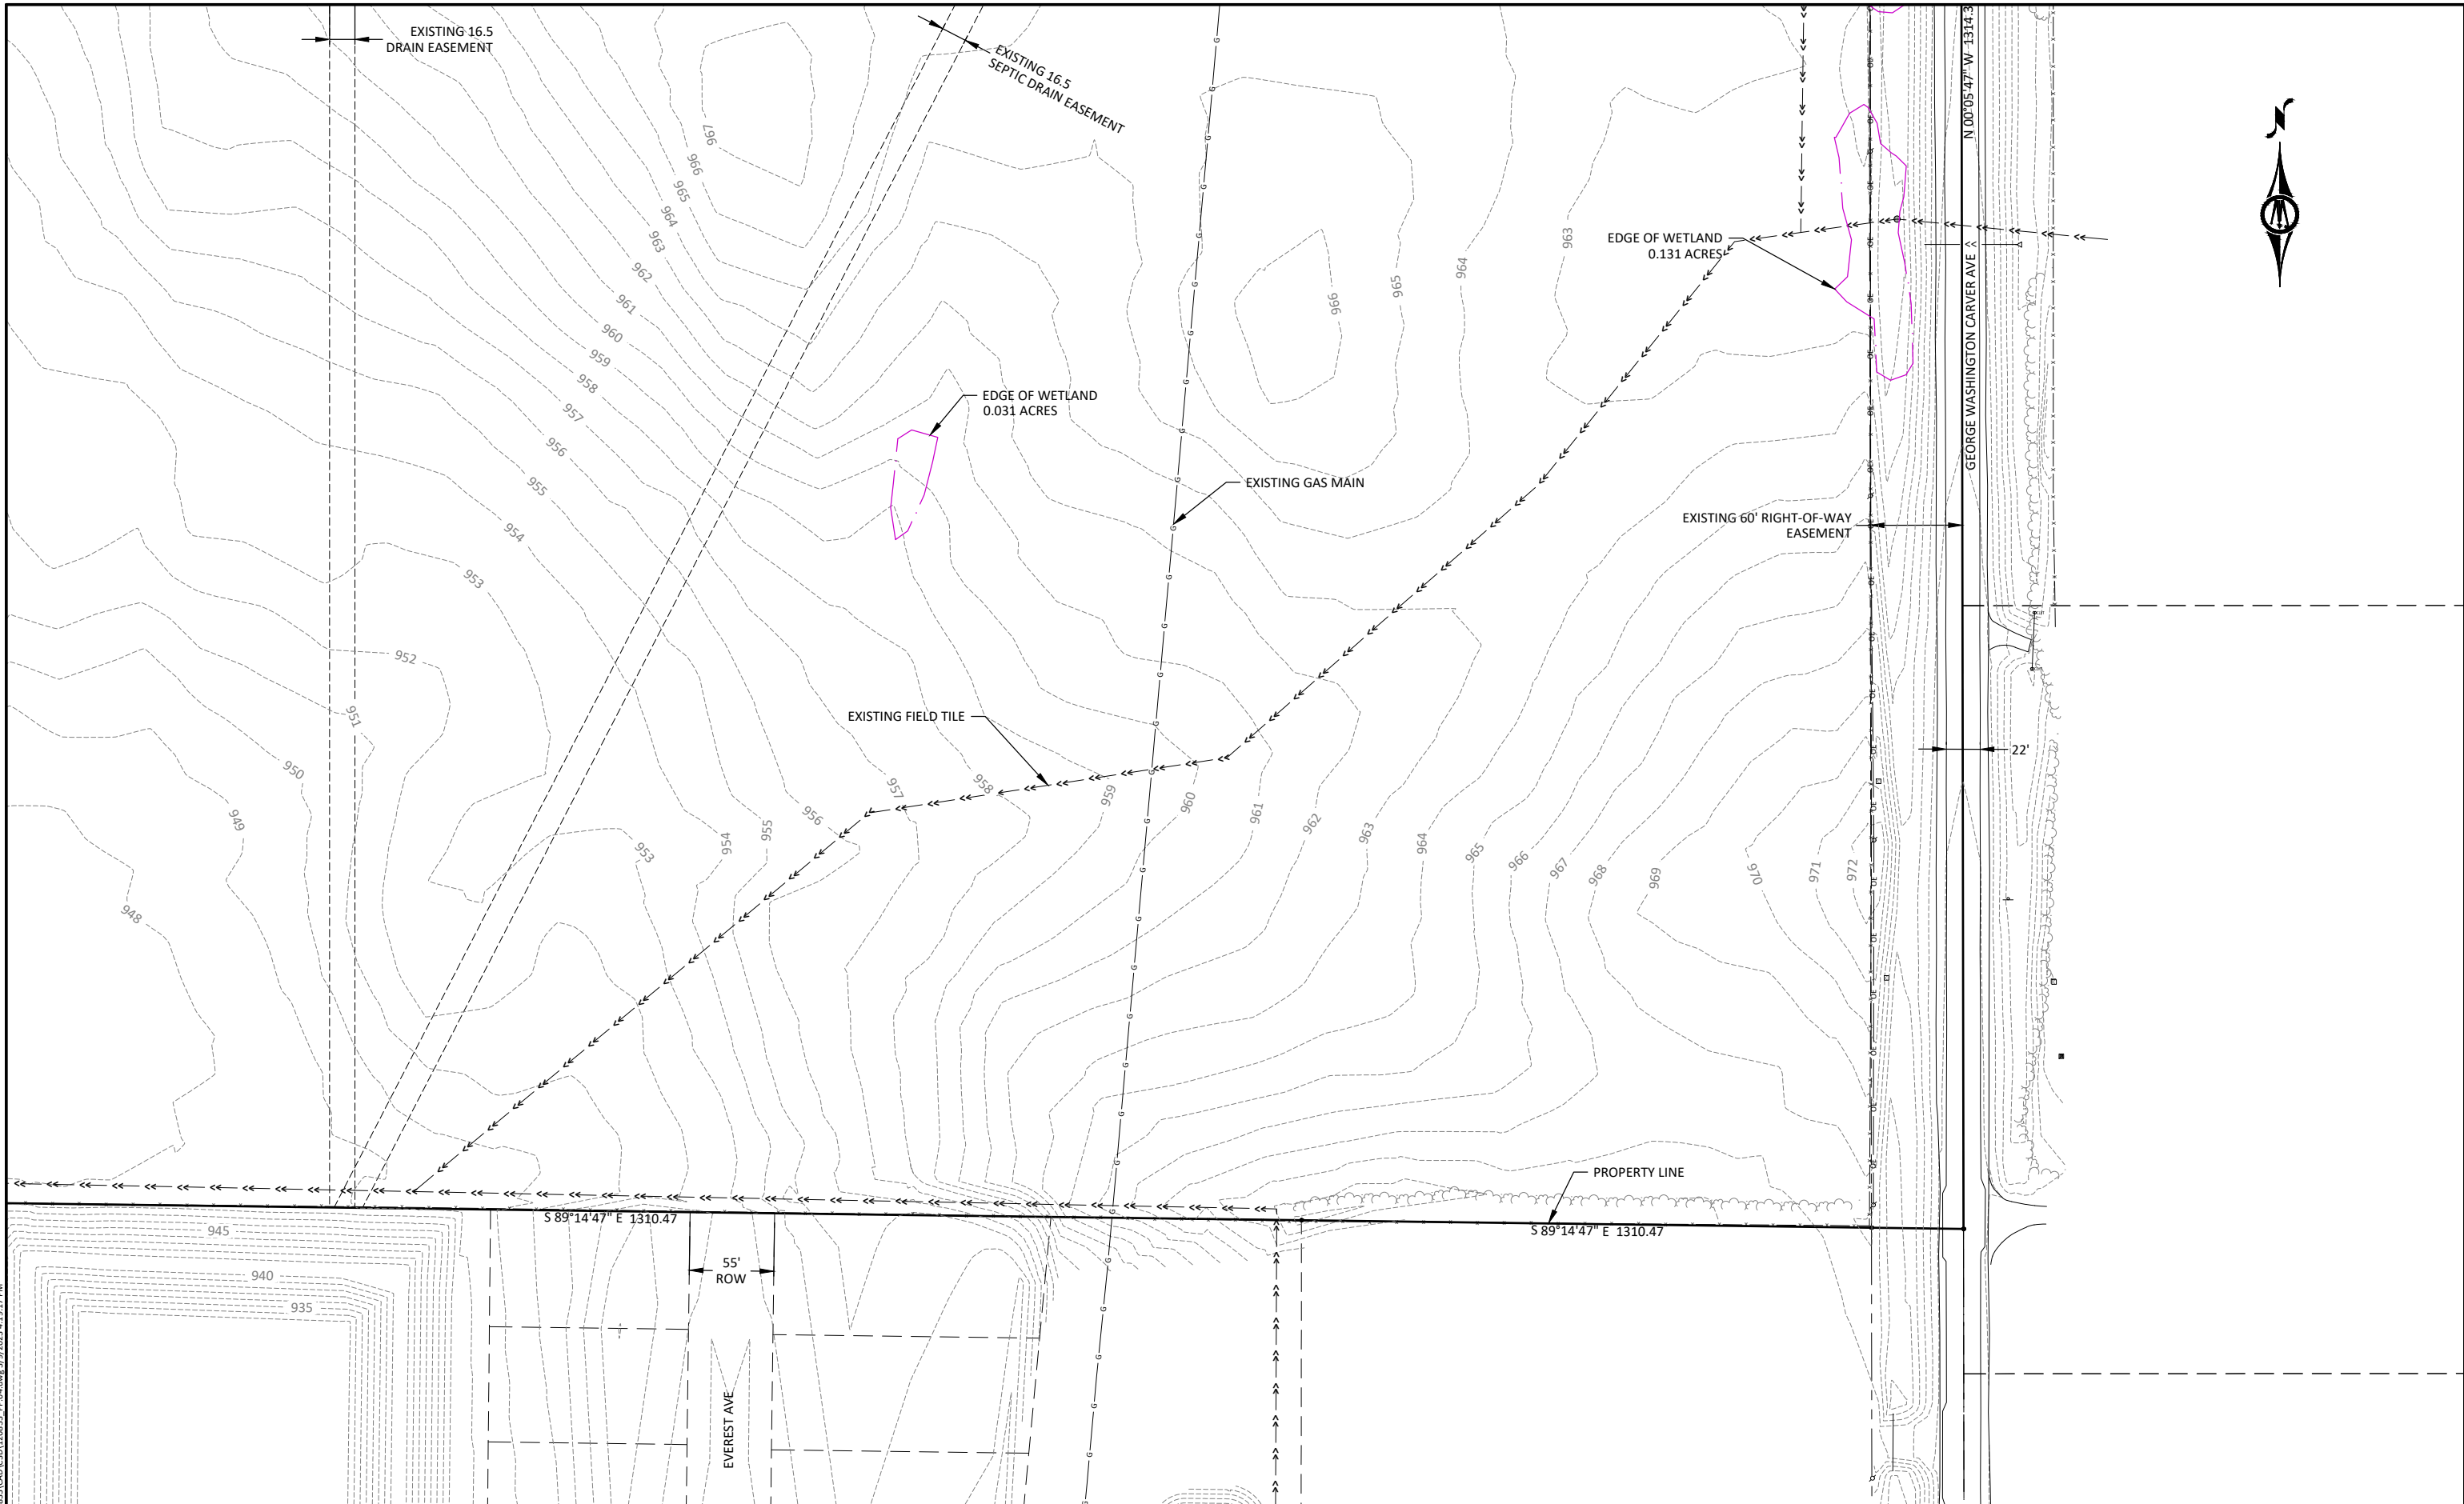 EXISTING 16.5
DRAIN EASEMENT
EXISTING 16.5
SEPTIC DRAIN EASEMENT
N 00°05'47" W 1314.3
N
967
966
965
964
963
962
961
960
959
958
957
956
955
954
953
952
951
950
949
948
966
965
964
963
EDGE OF WETLAND
0.131 ACRES
GEORGE WASHINGTON CARVER AVE
EDGE OF WETLAND
0.031 ACRES
EXISTING GAS MAIN
EXISTING 60' RIGHT-OF-WAY
EASEMENT
EXISTING FIELD TILE
22'
953
954
955
956
957
958
959
960
961
962
963
964
965
966
967
968
969
970
971
972
PROPERTY LINE
S 89°14'47" E 1310.47
S 89°14'47" E 1310.47
945
940
935
55'
ROW
EVEREST AVE